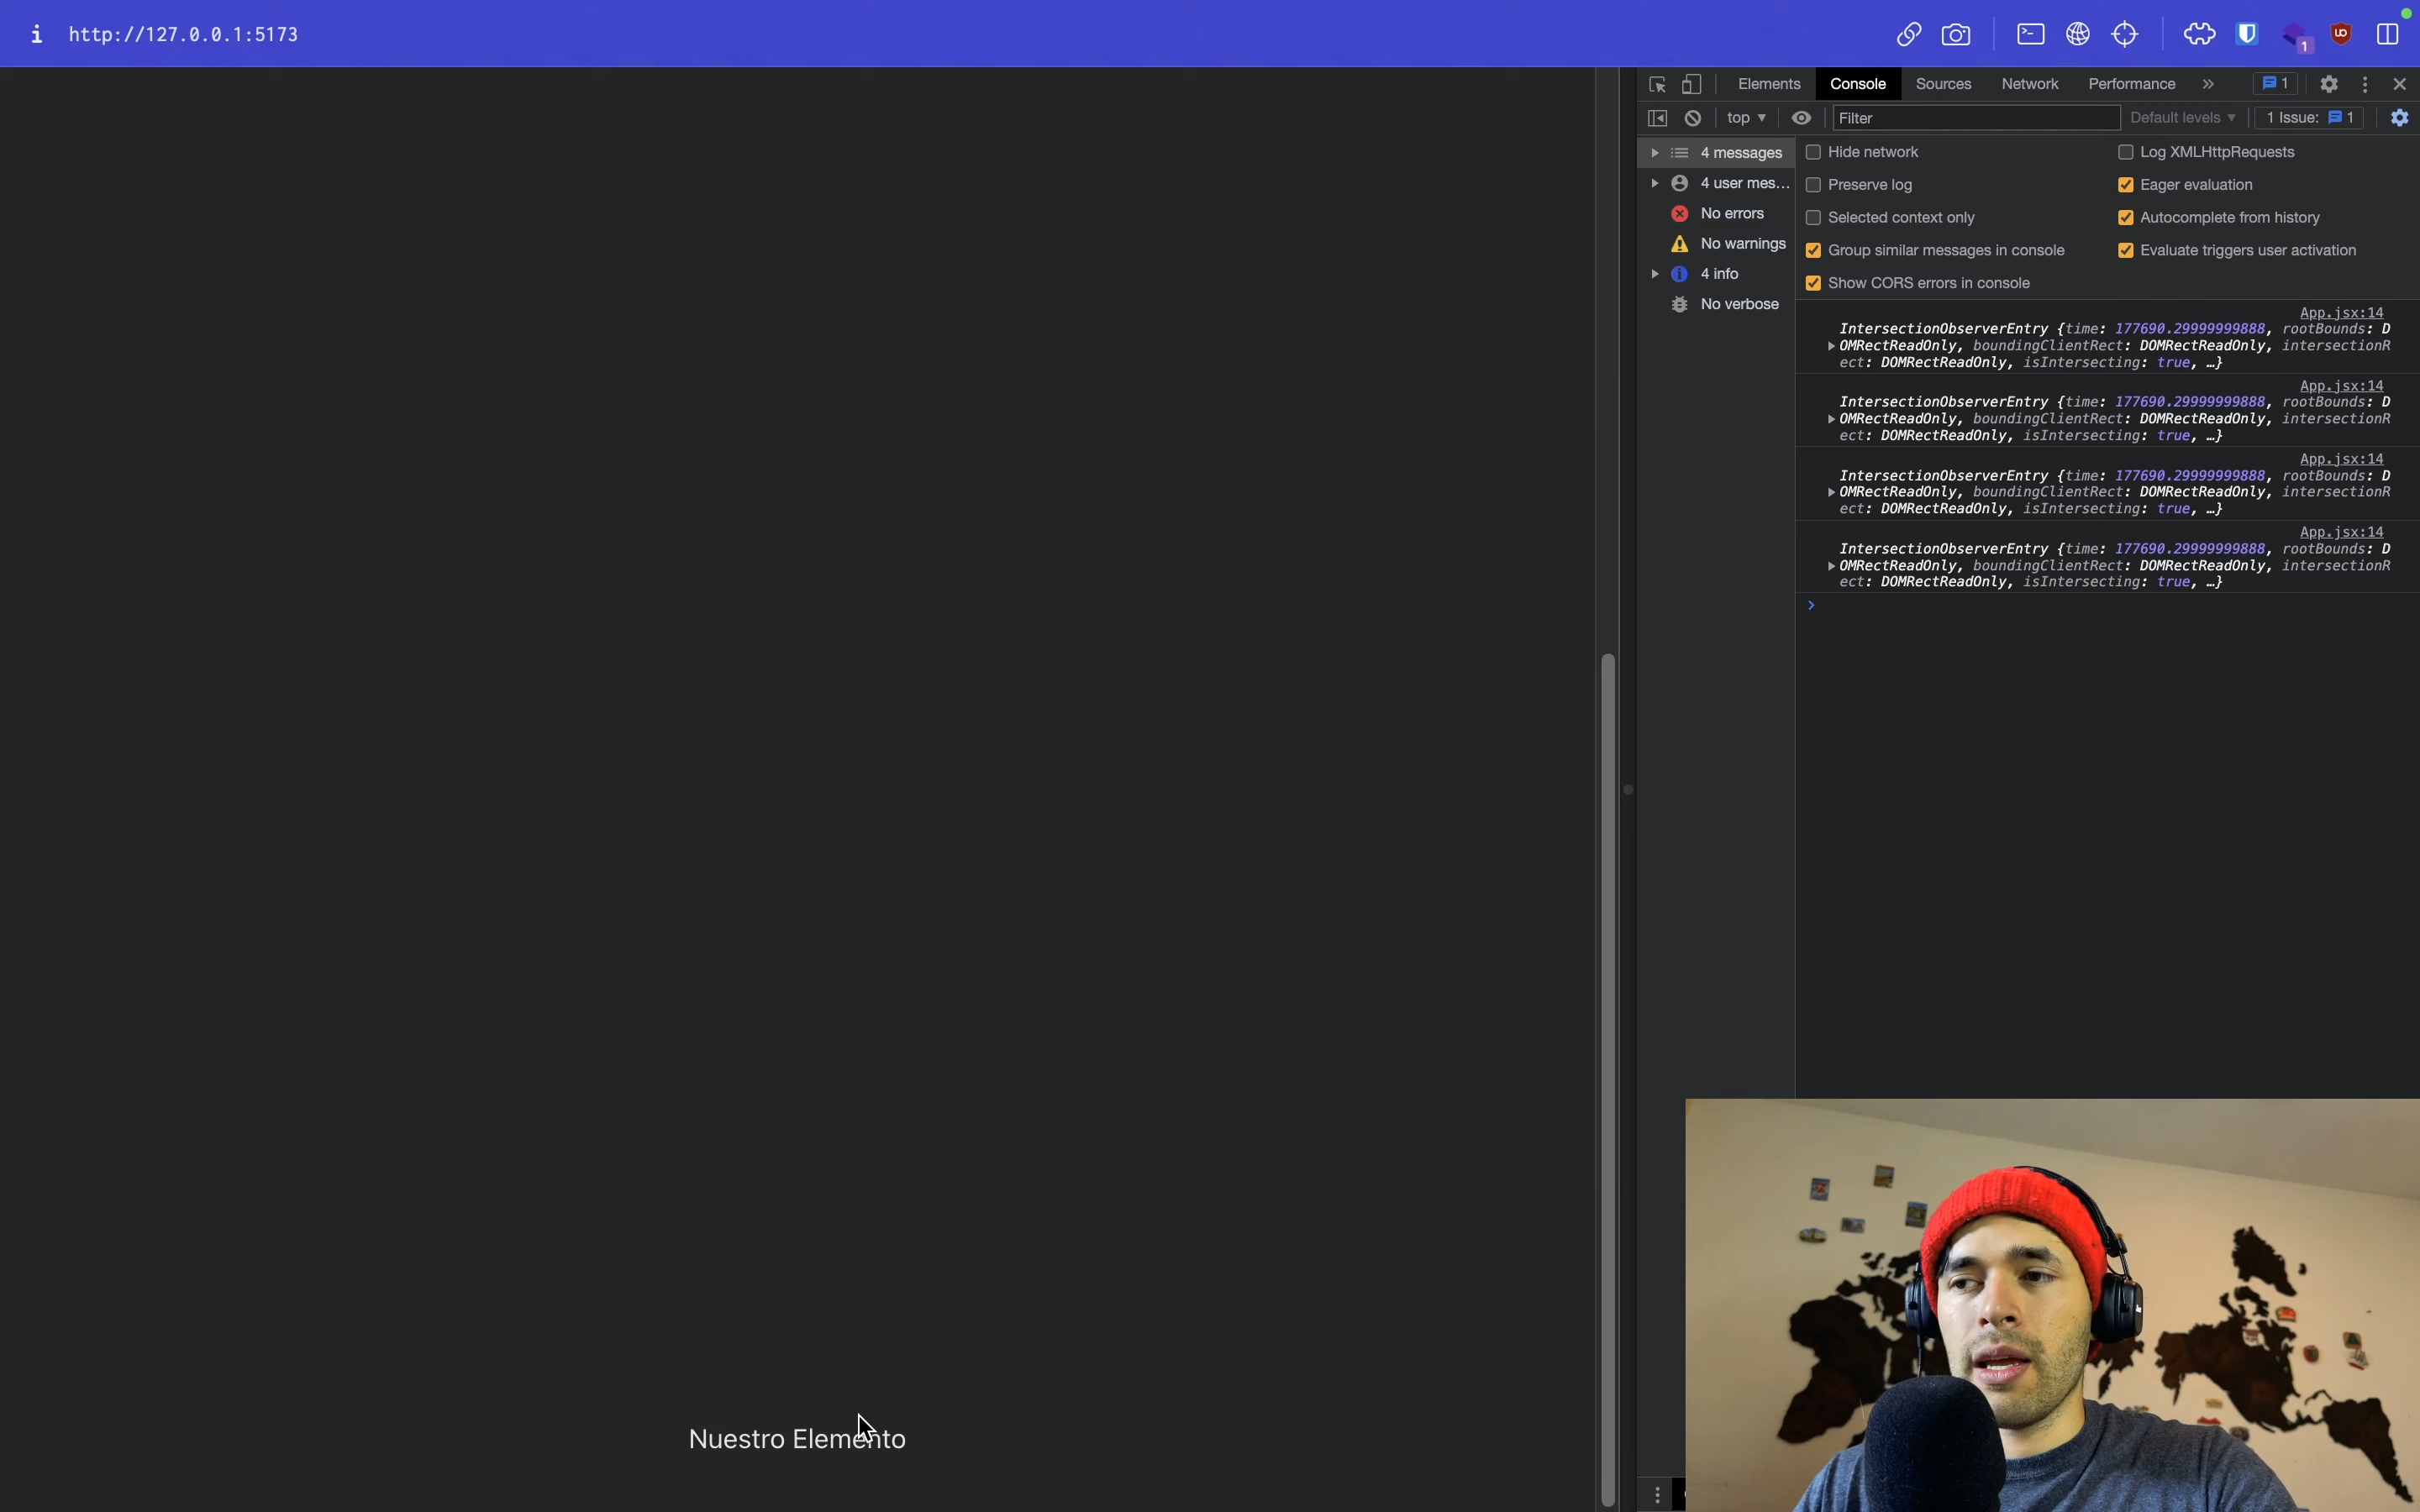 http://127.0.0.1:5173
1
Elements Console Sources Network Performance » 1
top Filter Default levels 1 Issue: 1
4 messages
4 user mes...
No errors
No warnings
4 info
No verbose
Hide network Log XMLHttpRequests
Preserve log Eager evaluation
Selected context only Autocomplete from history
Group similar messages in console Evaluate triggers user activation
Show CORS errors in console
App.jsx:14
IntersectionObserverEntry {time: 177690.29999999888, rootBounds: D
OMRectReadOnly, boundingClientRect: DOMRectReadOnly, intersectionR
ect: DOMRectReadOnly, isIntersecting: true, …}
App.jsx:14
IntersectionObserverEntry {time: 177690.29999999888, rootBounds: D
OMRectReadOnly, boundingClientRect: DOMRectReadOnly, intersectionR
ect: DOMRectReadOnly, isIntersecting: true, …}
App.jsx:14
IntersectionObserverEntry {time: 177690.29999999888, rootBounds: D
OMRectReadOnly, boundingClientRect: DOMRectReadOnly, intersectionR
ect: DOMRectReadOnly, isIntersecting: true, …}
App.jsx:14
IntersectionObserverEntry {time: 177690.29999999888, rootBounds: D
OMRectReadOnly, boundingClientRect: DOMRectReadOnly, intersectionR
ect: DOMRectReadOnly, isIntersecting: true, …}
Nuestro Elemento